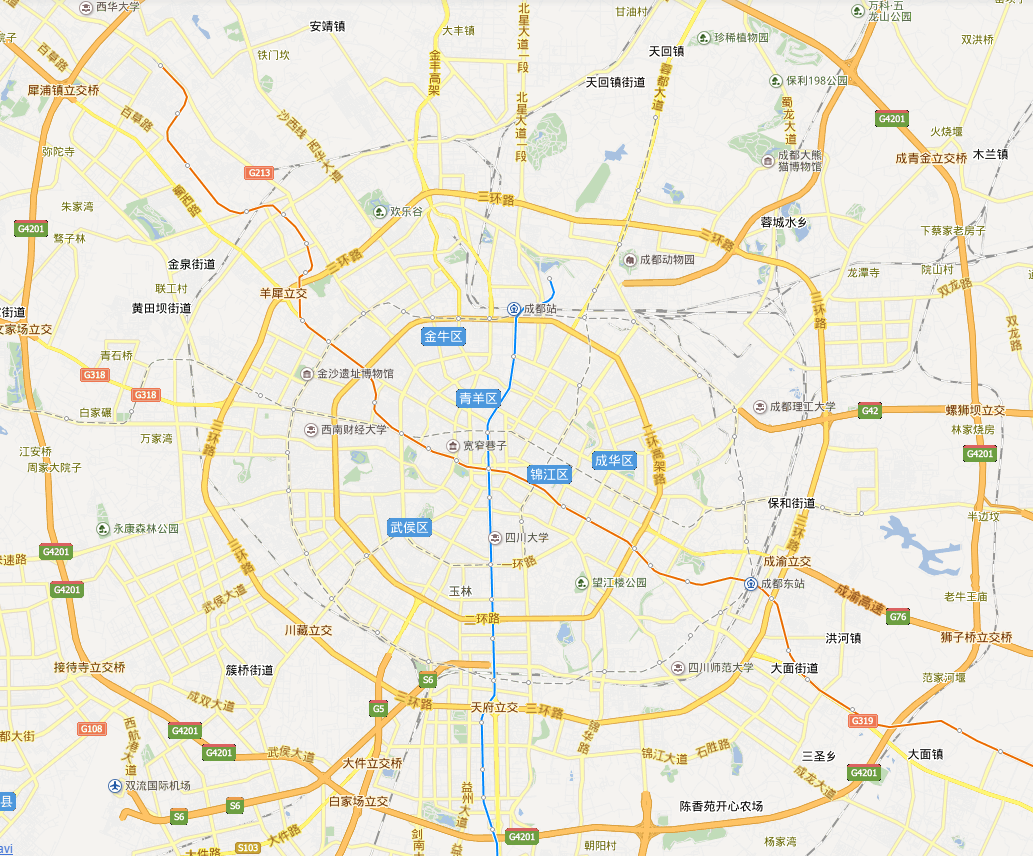 西华大学
安靖镇
大丰镇
北星大道一段
甘油村
万科·五
龙山公园
双洪桥
珍稀植物园
天回镇
百草路
铁门坎
金丰高架
天回镇街道
保利198公园
犀浦镇立交桥
蓉都大道
北星大道一段
蜀龙大道
百草路
沙西线
西华大道
G4201
火烧堰
弥陀寺
成都大熊
猫博物馆
成青金立交桥
木兰镇
G213
蜀西路
三环路
朱家湾
欢乐谷
蓉城水乡
G4201
鹜子林
三环路
下蔡家老房子
金泉街道
三环路
成都动物园
龙潭寺
院山村
联工村
羊犀立交
双龙路
黄田坝街道
成都站
三环路
双龙路
文家场立交
金牛区
青石桥
G318
金沙遗址博物馆
G318
青羊区
成都理工大学
G42
螺狮坝立交
白家碾
西南财经大学
林家烧房
万家湾
三环路
宽窄巷子
二环高架路
江安桥
成华区
G4201
周家大院子
锦江区
保和街道
半边坟
武侯区
永康森林公园
四川大学
三环路
G4201
三环路
一环路
成渝立交
G4201
玉林
望江楼公园
成都东站
成渝高速
老牛王庙
武侯大道
二环路
G76
川藏立交
洪河镇
狮子桥立交桥
接待寺立交桥
簇桥街道
四川师范大学
大面街道
S6
范家河堰
成双大道
三环路
G5
天府立交
三环路
G108
西航港大道
G4201
锦华路
G319
G4201
武侯大道
锦江大道
石胜路
三圣乡
大面镇
大件立交桥
成龙大道
G4201
双流国际机场
益州大道
白家场立交
陈香苑开心农场
S6
S6
大件路
剑南大道
G4201
朝阳村
杨家湾
S103
大件路